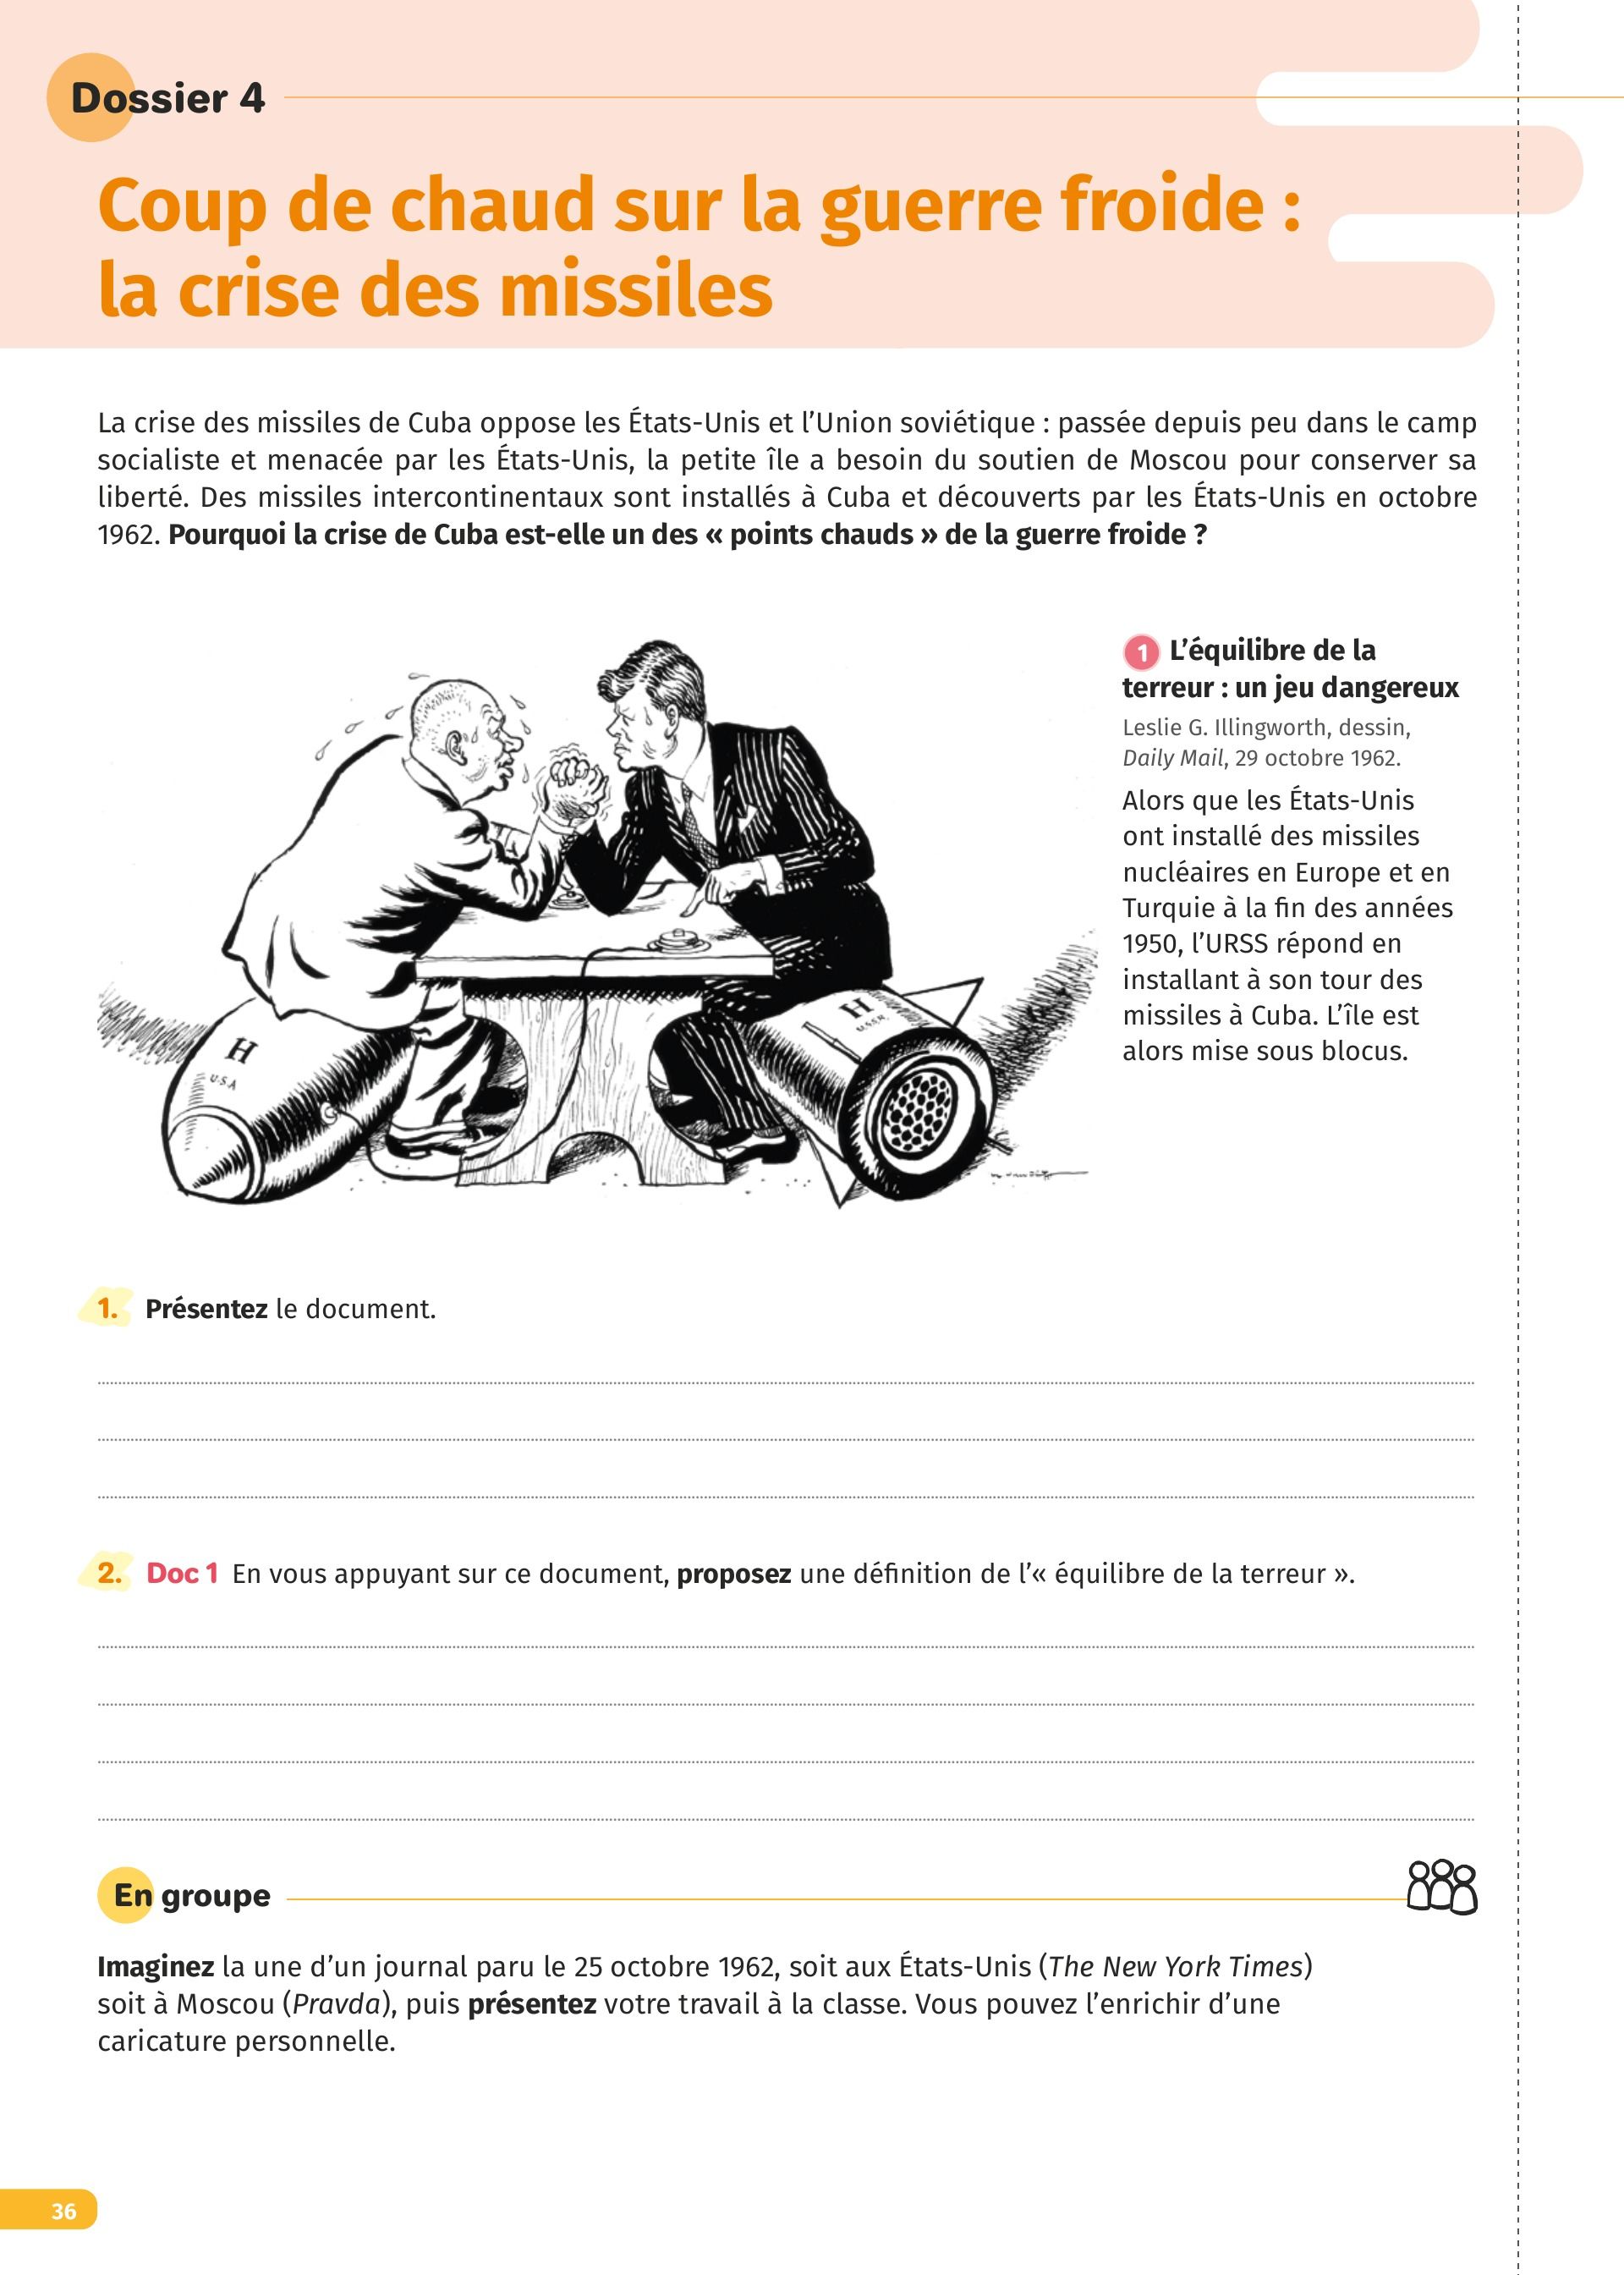 Dossier 4
Coup de chaud sur la guerre froide :
la crise des missiles
La crise des missiles de Cuba oppose les États-Unis et l’Union soviétique : passée depuis peu dans le camp
socialiste et menacée par les États-Unis, la petite île a besoin du soutien de Moscou pour conserver sa
liberté. Des missiles intercontinentaux sont installés à Cuba et découverts par les États-Unis en octobre
1962. Pourquoi la crise de Cuba est-elle un des « points chauds » de la guerre froide ?
H
U.S.A
H
U.S.S.R.
1 L’équilibre de la
terreur : un jeu dangereux
Leslie G. Illingworth, dessin,
Daily Mail, 29 octobre 1962.
Alors que les États-Unis
ont installé des missiles
nucléaires en Europe et en
Turquie à la fin des années
1950, l’URSS répond en
installant à son tour des
missiles à Cuba. L’île est
alors mise sous blocus.
1. Présentez le document.
2. Doc 1 En vous appuyant sur ce document, proposez une définition de l’« équilibre de la terreur ».
En groupe
Imaginez la une d’un journal paru le 25 octobre 1962, soit aux États-Unis (The New York Times)
soit à Moscou (Pravda), puis présentez votre travail à la classe. Vous pouvez l’enrichir d’une
caricature personnelle.
36